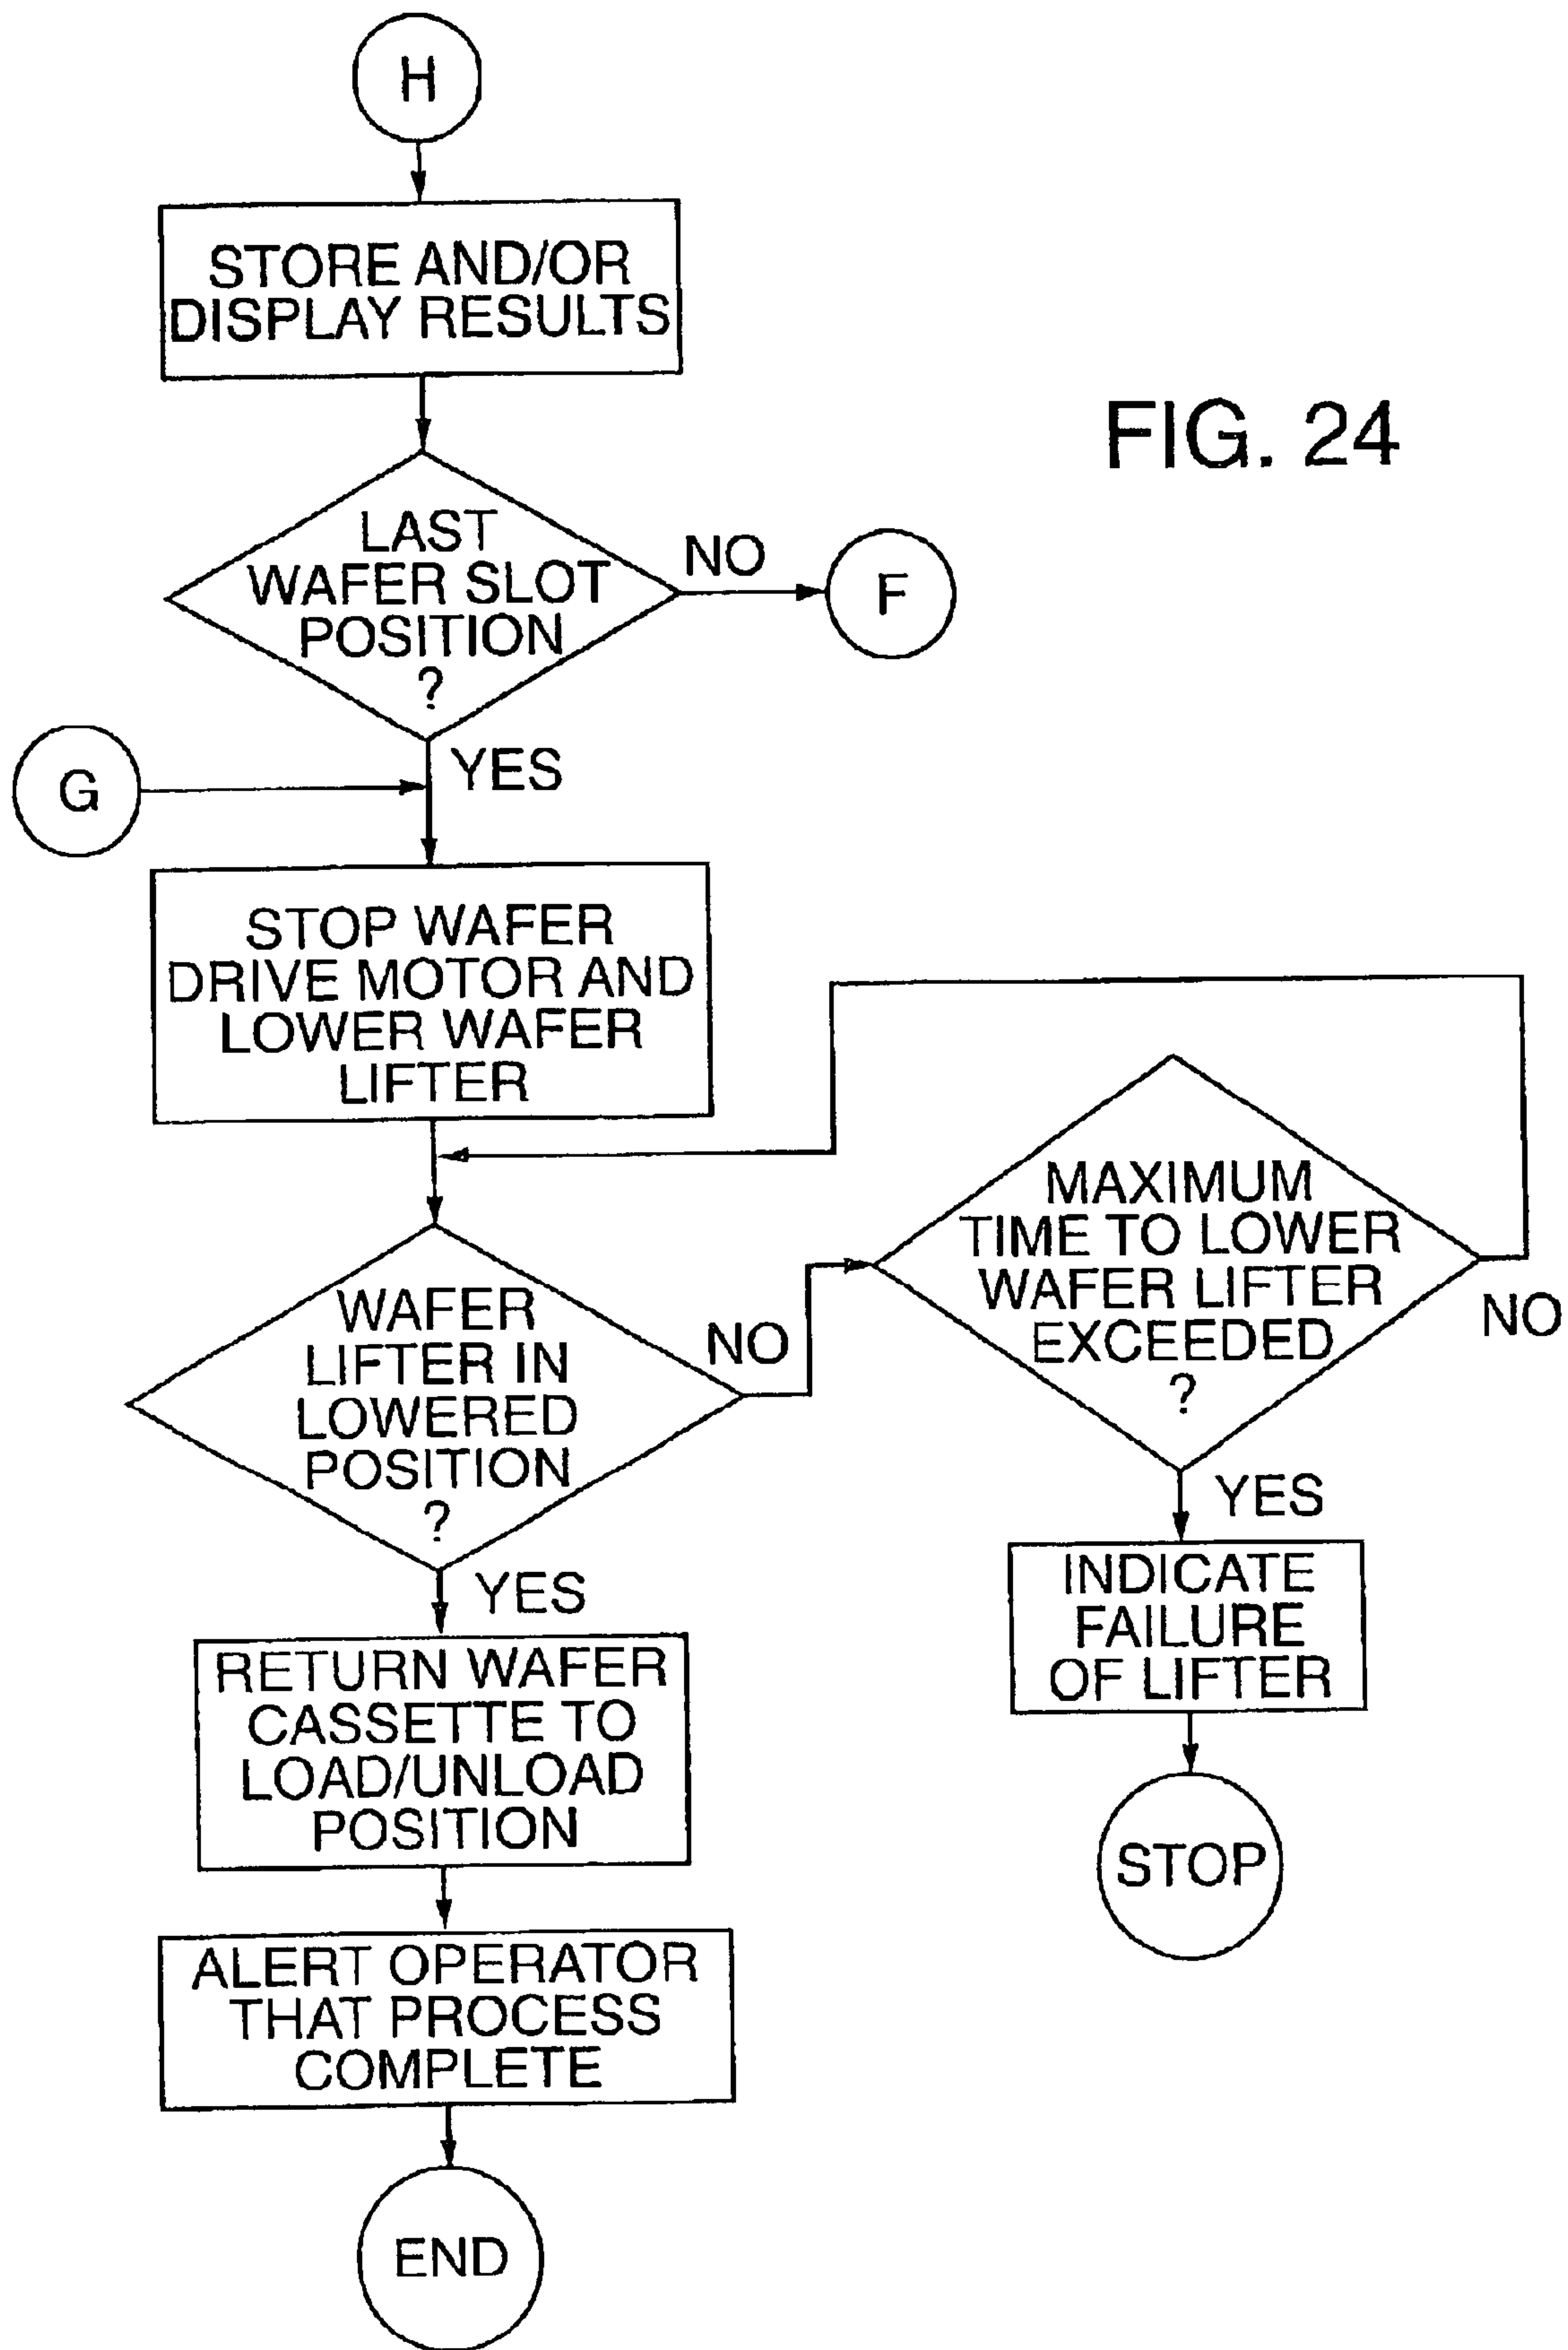 H
STORE AND/OR
DISPLAY RESULTS
FIG. 24
LAST
WAFER SLOT
POSITION
?
NO
F
G
YES
STOP WAFER
DRIVE MOTOR AND
LOWER WAFER
LIFTER
WAFER
LIFTER IN
LOWERED
POSITION
?
NO
MAXIMUM
TIME TO LOWER
WAFER LIFTER
EXCEEDED
?
NO
YES
INDICATE
FAILURE
OF LIFTER
STOP
YES
RETURN WAFER
CASSETTE TO
LOAD/UNLOAD
POSITION
ALERT OPERATOR
THAT PROCESS
COMPLETE
END